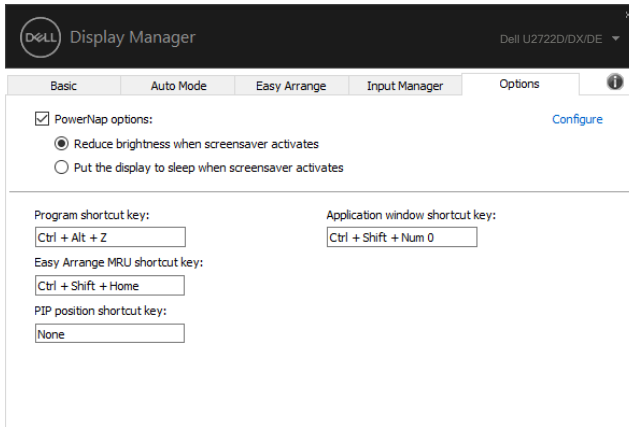 DELL Display Manager
Dell U2722D/DX/DE
Basic Auto Mode Easy Arrange Input Manager Options
PowerNap options: Configure
Reduce brightness when screensaver activates
Put the display to sleep when screensaver activates
Program shortcut key: Application window shortcut key:
Ctrl + Alt + Z Ctrl + Shift + Num 0
Easy Arrange MRU shortcut key:
Ctrl + Shift + Home
PIP position shortcut key:
None